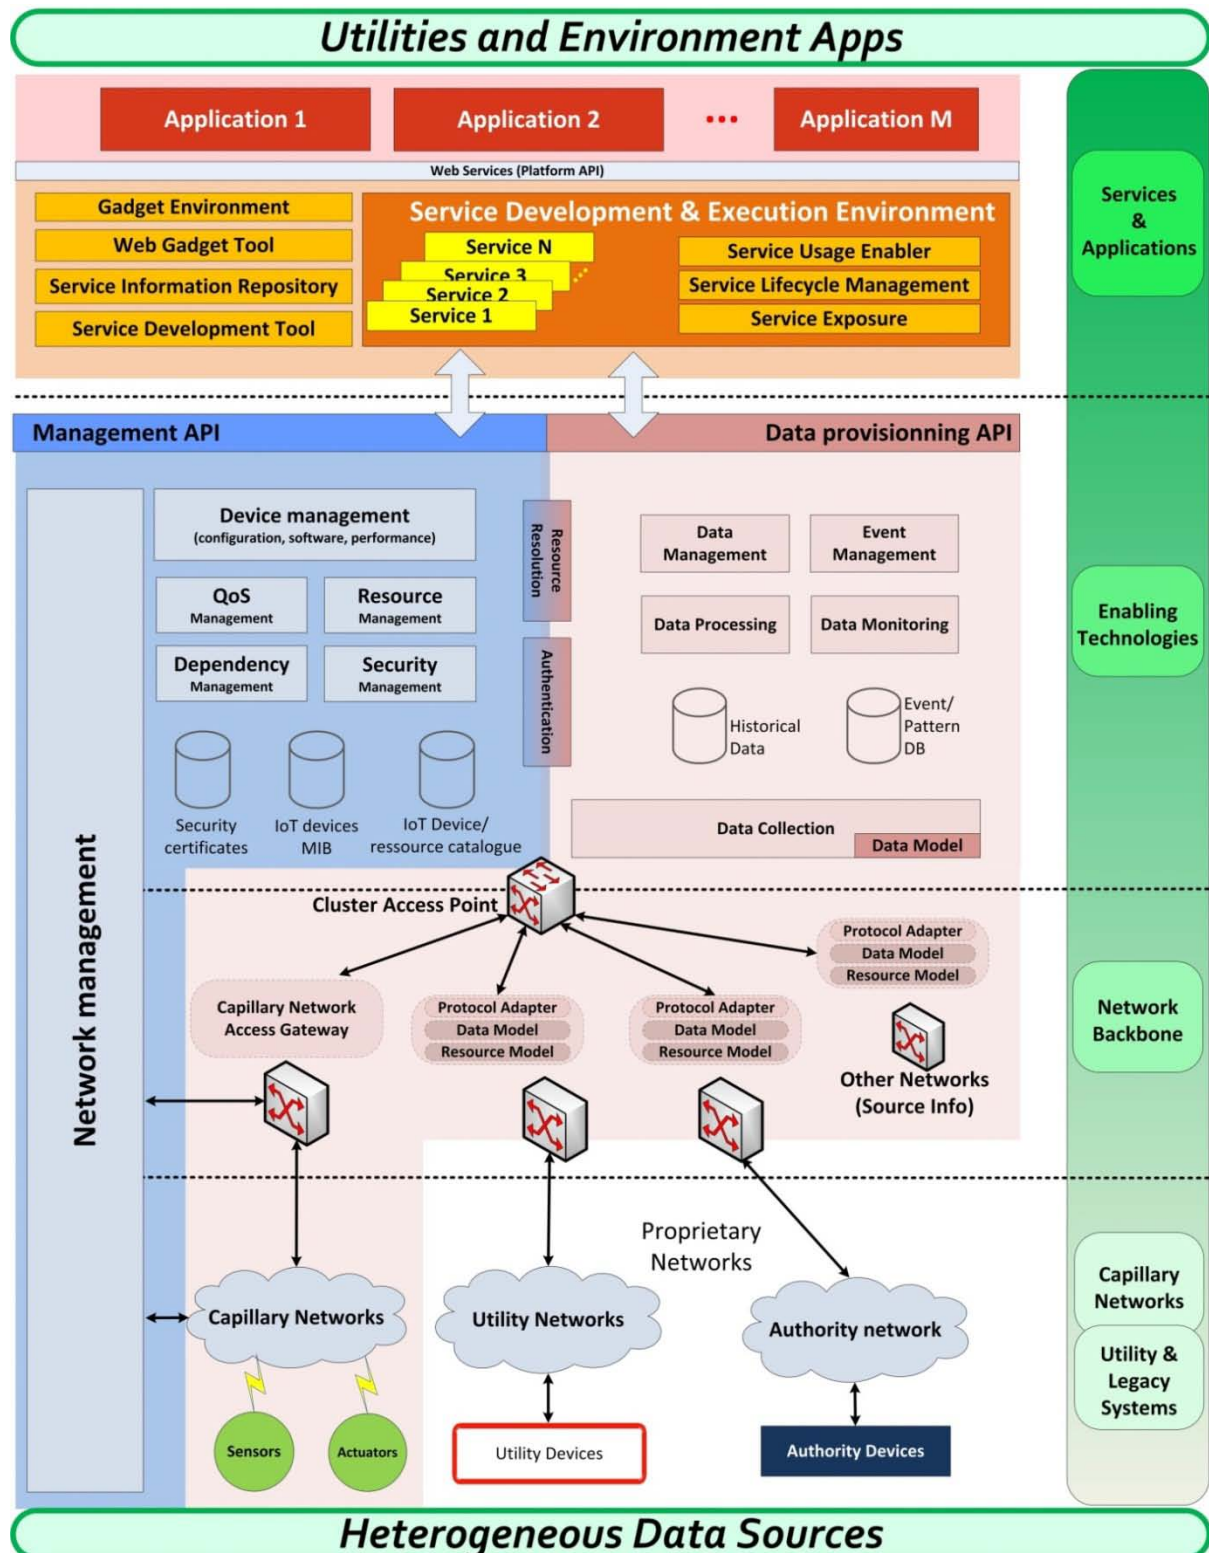 Utilities and Environment Apps
Application 1
Application 2
...
Application M
Web Services (Platform API)
Gadget Environment
Web Gadget Tool
Service Information Repository
Service Development Tool
Service Development & Execution Environment
Service N
Service 3
Service 2
Service 1
Service Usage Enabler
Service Lifecycle Management
Service Exposure
Services
&
Applications
Management API
Data provisionning API
Network management
Device management
(configuration, software, performance)
QoS
Management
Resource
Management
Dependency
Management
Security
Management
Security
certificates
IoT devices
MIB
IoT Device/
ressource catalogue
Resource
Resolution
Authentication
Data
Management
Event
Management
Data Processing
Data Monitoring
Historical
Data
Event/
Pattern
DB
Data Collection
Data Model
Enabling
Technologies
Cluster Access Point
Capillary Network
Access Gateway
Protocol Adapter
Data Model
Resource Model
Protocol Adapter
Data Model
Resource Model
Protocol Adapter
Data Model
Resource Model
Other Networks
(Source Info)
Network
Backbone
Proprietary
Networks
Capillary Networks
Utility Networks
Authority network
Sensors
Actuators
Utility Devices
Authority Devices
Capillary
Networks
Utility &
Legacy
Systems
Heterogeneous Data Sources